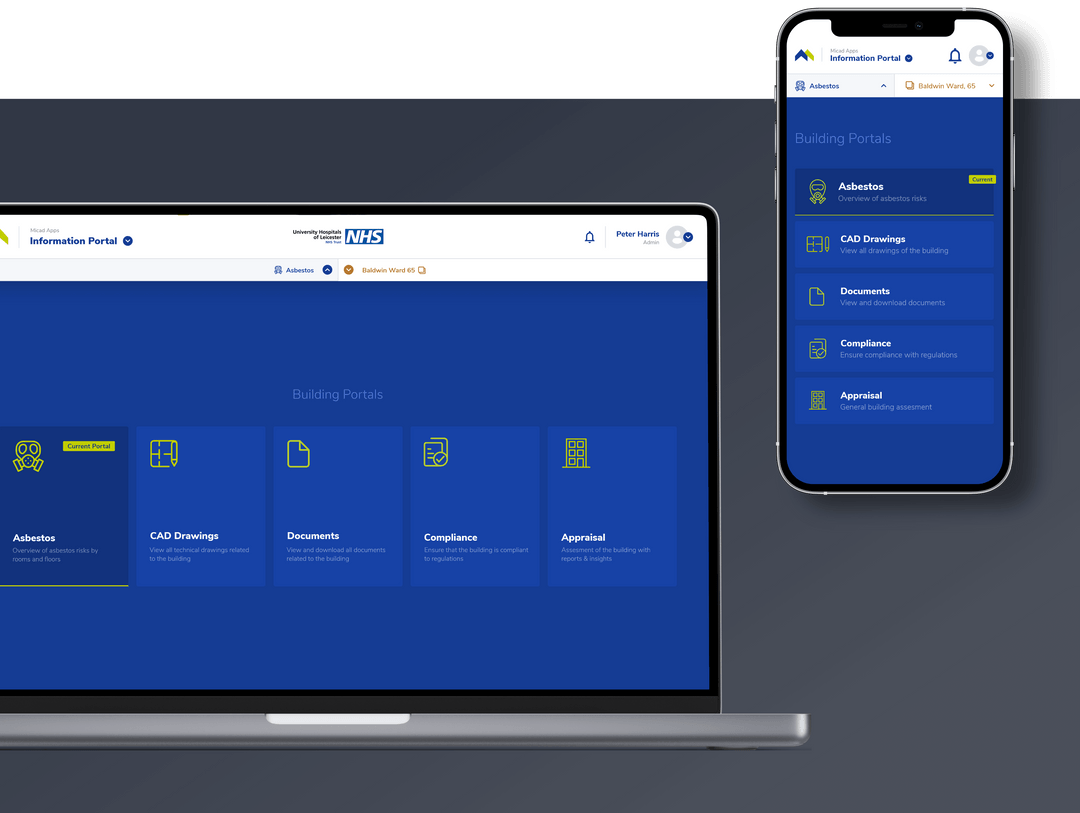 Micad Apps
Information Portal
University Hospitals
of Leicester
NHS Trust
NHS
Peter Harris
Admin
Asbestos
Baldwin Ward 65
Building Portals
Current Portal
Asbestos
Overview of asbestos risks by
rooms and floors
CAD Drawings
View all technical drawings related
to the building
Documents
View and download all documents
related to the building
Compliance
Ensure that the building is compliant
to regulations
Appraisal
Assesment of the building with
reports & insights
Micad Apps
Information Portal
Asbestos
Baldwin Ward, 65
Building Portals
Asbestos
Current
Overview of asbestos risks
CAD Drawings
View all drawings of the building
Documents
View and download documents
Compliance
Ensure compliance with regulations
Appraisal
General building assesment